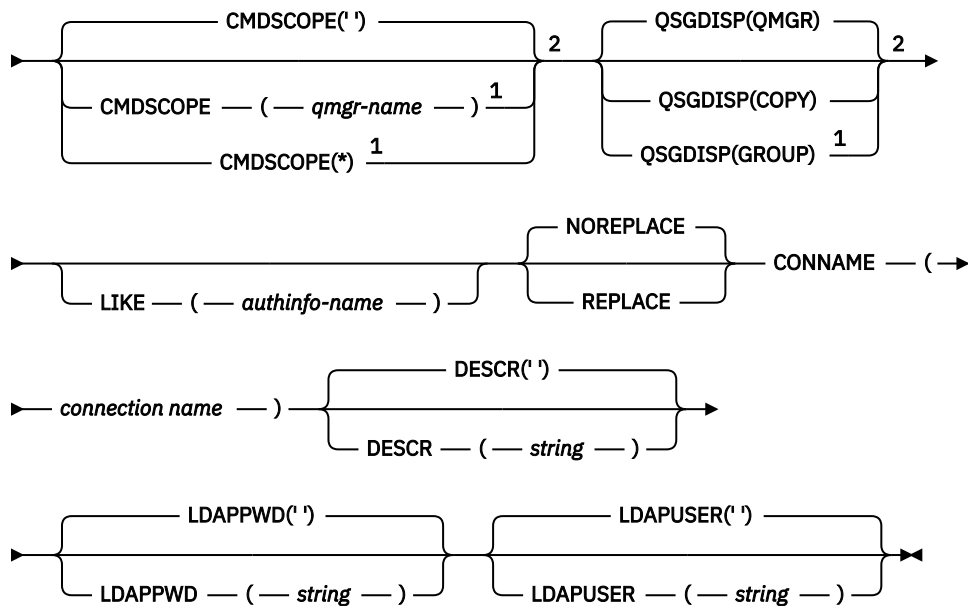 CMDSCOPE(' ') QSGDISP(QMGR)
2 2
CMDSCOPE ( qmgr-name ) 1 QSGDISP(COPY)
CMDSCOPE(*) 1 QSGDISP(GROUP) 1
NOREPLACE
CONNAME (
LIKE ( authinfo-name ) REPLACE
DESCR(' ')
connection name )
DESCR ( string )
LDAPPWD(' ') LDAPUSER(' ')
LDAPPWD ( string ) LDAPUSER ( string )